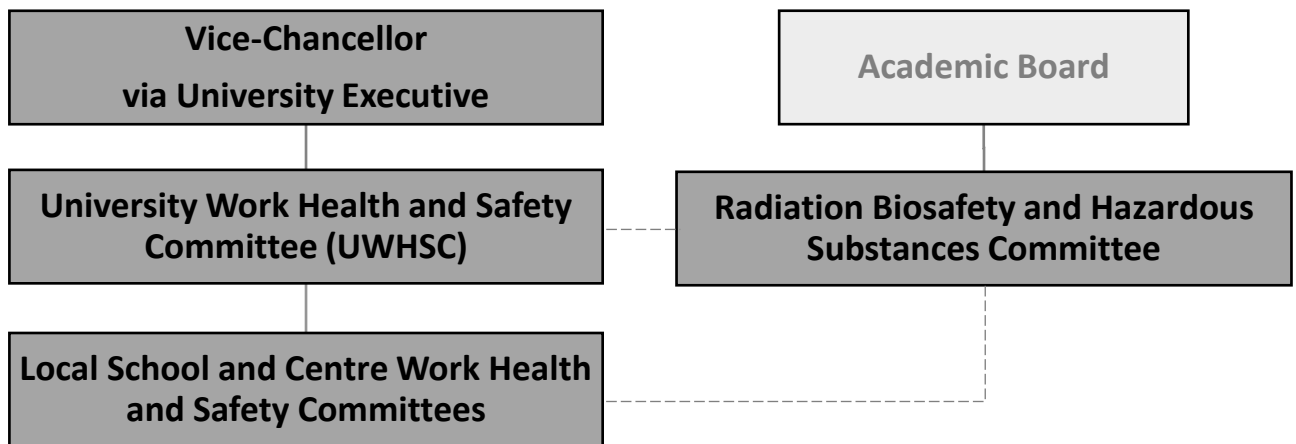 Vice-Chancellor
via University Executive
Academic Board
University Work Health and Safety
Committee (UWHSC)
Radiation Biosafety and Hazardous
Substances Committee
Local School and Centre Work Health
and Safety Committees